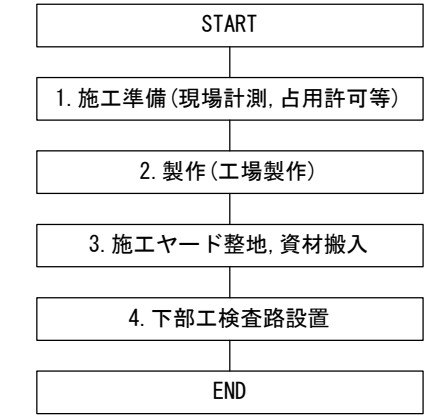 START
1.施工準備(現場計測,占用許可等)
2.製作(工場製作)
3.施工ヤード整地,資材搬入
4.下部工検査路設置
END